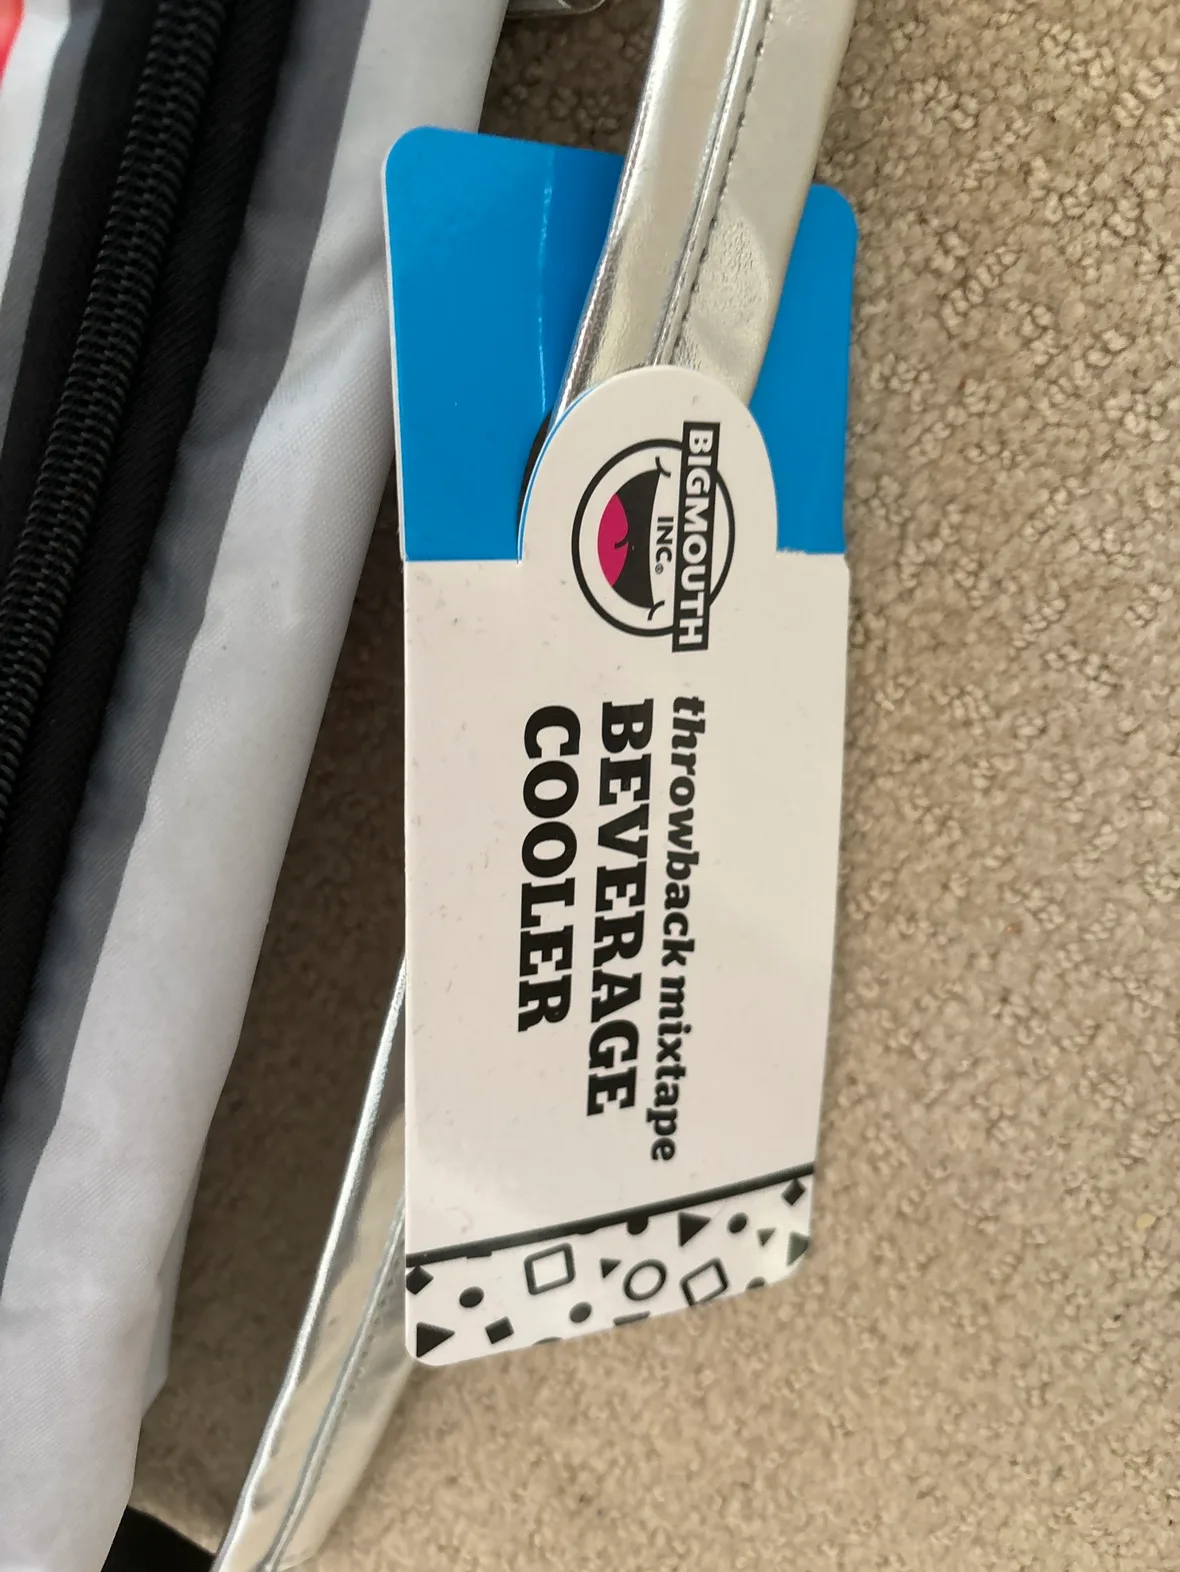 BIGMOUTH
INC.®
throwback mixtape
BEVERAGE
COOLER